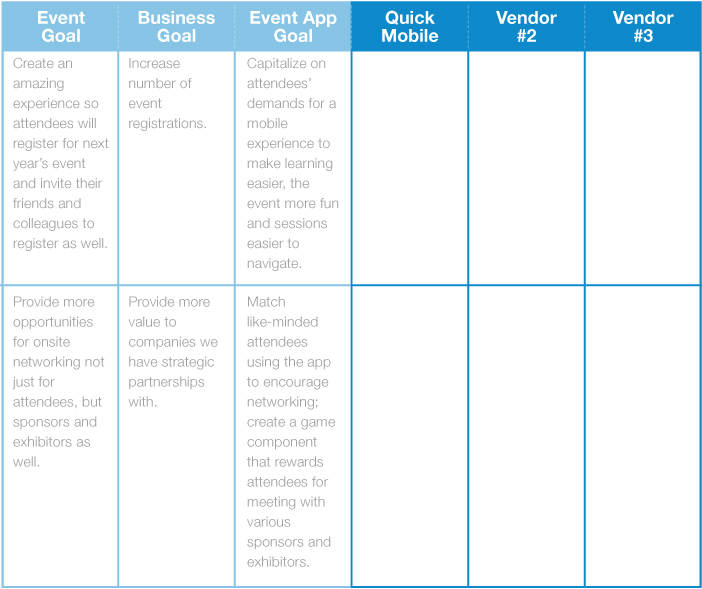 Event Goal
Business Goal
Event App Goal
Quick Mobile
Vendor #2
Vendor #3
Create an
amazing
experience so
attendees will
register for next
year's event
and invite their
friends and
colleagues to
register as well.
Increase
number of
event
registrations.
Capitalize on
attendees'
demands for a
mobile
experience to
make learning
easier, the
event more fun
and sessions
easier to
navigate.
Provide more
opportunities
for onsite
networking not
just for
attendees, but
sponsors and
exhibitors as
well.
Provide more
value to
companies we
have strategic
partnerships
with.
Match
like-minded
attendees
using the app
to encourage
networking;
create a game
component
that rewards
attendees for
meeting with
various
sponsors and
exhibitors.